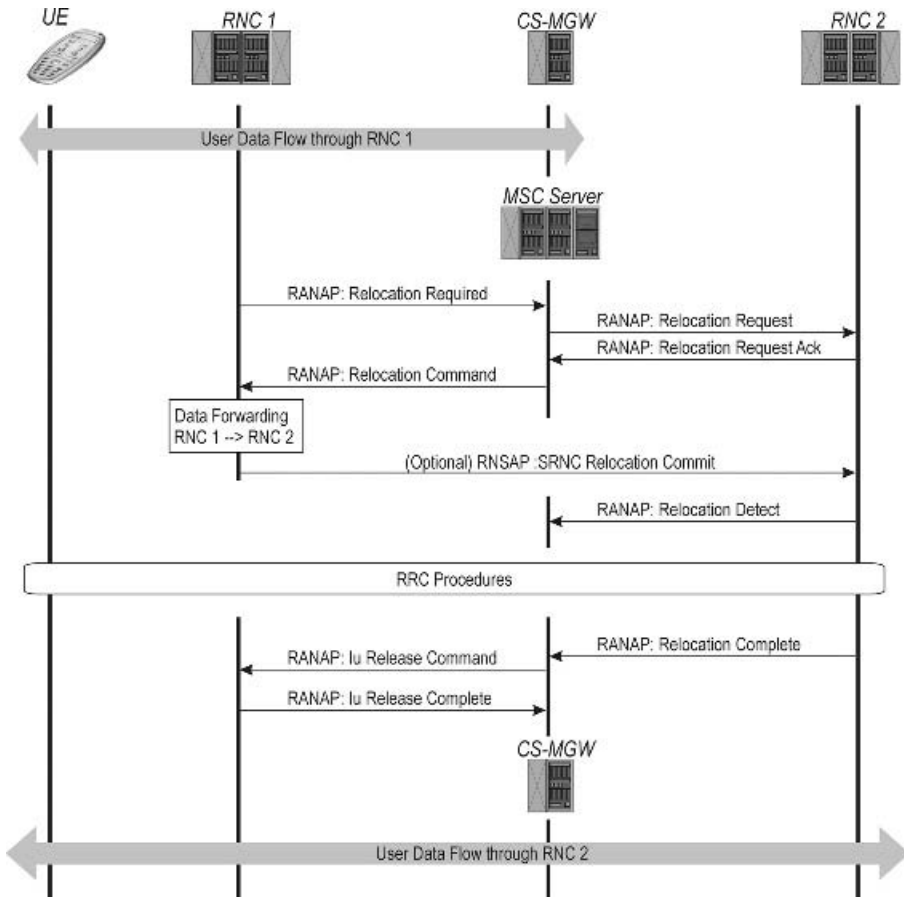 UE
RNC 1
CS-MGW
RNC 2
User Data Flow through RNC 1
MSC Server
RANAP: Relocation Required
RANAP: Relocation Request
RANAP: Relocation Request Ack
RANAP: Relocation Command
Data Forwarding
RNC 1 --> RNC 2
(Optional) RNSAP :SRNC Relocation Commit
RANAP: Relocation Detect
RRC Procedures
RANAP: Relocation Complete
RANAP: Iu Release Command
RANAP: Iu Release Complete
CS-MGW
User Data Flow through RNC 2